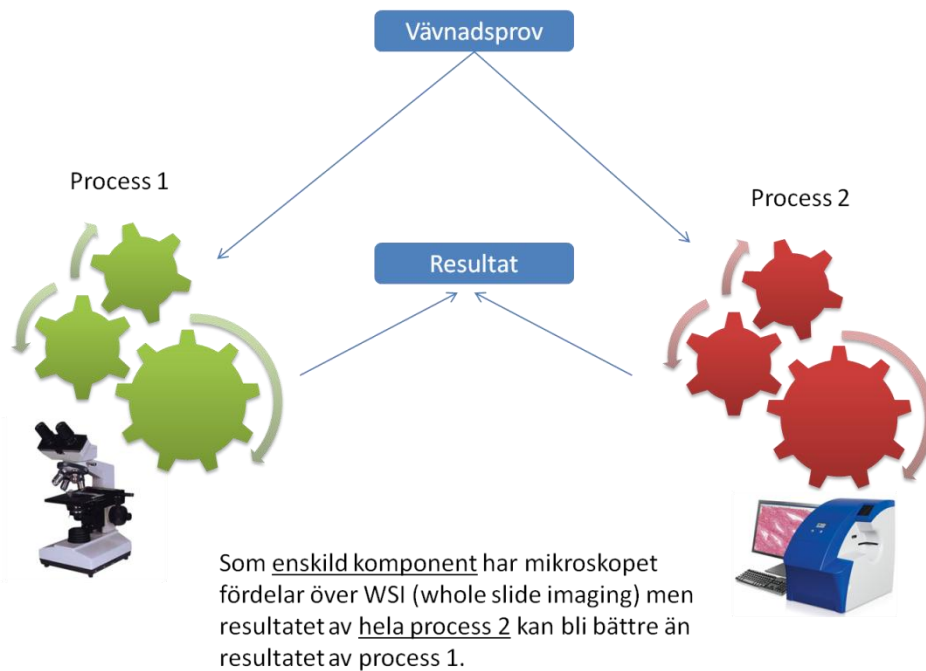 Vävnadsprov
Process 1
Process 2
Resultat
Som enskild komponent har mikroskopet
fördelar över WSI (whole slide imaging) men
resultatet av hela process 2 kan bli bättre än
resultatet av process 1.